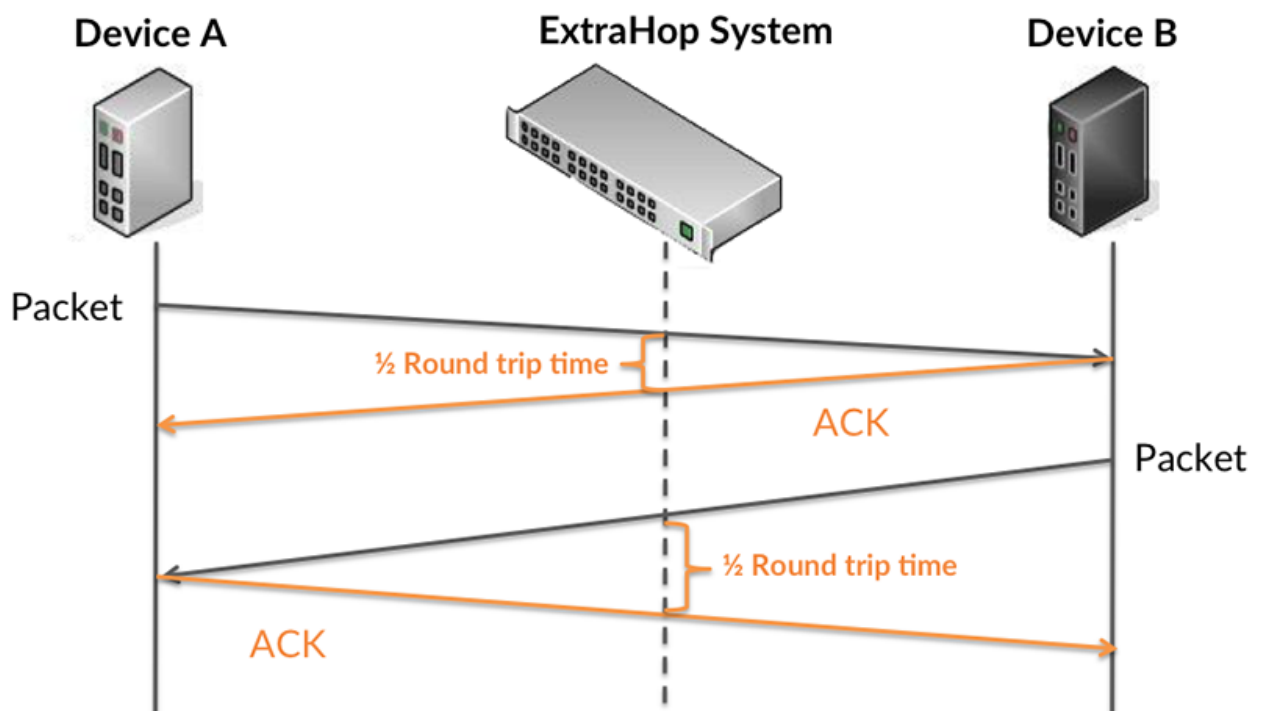 Device A
ExtraHop System
Device B
Packet
½ Round trip time
ACK
Packet
½ Round trip time
ACK